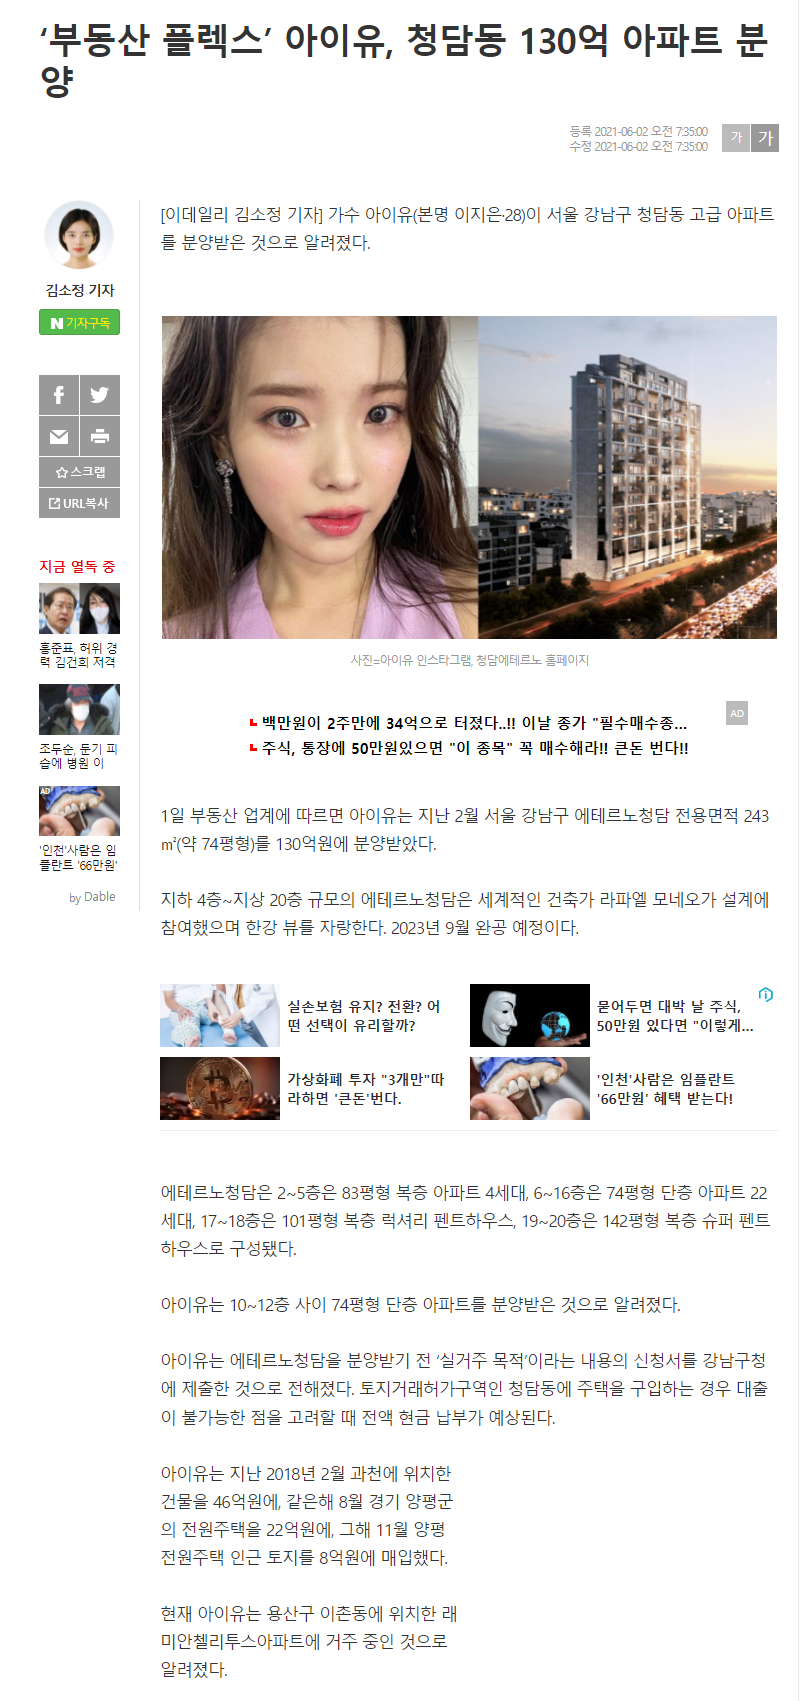 ‘부동산 플렉스’ 아이유, 청담동 130억 아파트 분
양
등록 2021-06-02 오전 7:35:00
수정 2021-06-02 오전 7:35:00
가 가
김소정 기자
N 기자구독
스크랩
URL복사
지금 열독 중
홍준표, 허위 경
력 김건희 저격
조두순, 둔기 피
습에 병원 이
AD
'인천'사람은 임
플란트 '66만원'
by Dable
[이데일리 김소정 기자] 가수 아이유(본명 이지은·28)이 서울 강남구 청담동 고급 아파트
를 분양받은 것으로 알려졌다.
사진=아이유 인스타그램, 청담에테르노 홈페이지
AD
백만원이 2주만에 34억으로 터졌다..!! 이날 종가 "필수매수종...
주식, 통장에 50만원있으면 "이 종목" 꼭 매수해라!! 큰돈 번다!!
1일 부동산 업계에 따르면 아이유는 지난 2월 서울 강남구 에테르노청담 전용면적 243
㎡(약 74평형)를 130억원에 분양받았다.
지하 4층~지상 20층 규모의 에테르노청담은 세계적인 건축가 라파엘 모네오가 설계에
참여했으며 한강 뷰를 자랑한다. 2023년 9월 완공 예정이다.
실손보험 유지? 전환? 어
떤 선택이 유리할까?
묻어두면 대박 날 주식,
50만원 있다면 "이렇게...
가상화폐 투자 "3개만"따
라하면 '큰돈'번다.
'인천'사람은 임플란트
'66만원' 혜택 받는다!
에테르노청담은 2~5층은 83평형 복층 아파트 4세대, 6~16층은 74평형 단층 아파트 22
세대, 17~18층은 101평형 복층 럭셔리 펜트하우스, 19~20층은 142평형 복층 슈퍼 펜트
하우스로 구성됐다.
아이유는 10~12층 사이 74평형 단층 아파트를 분양받은 것으로 알려졌다.
아이유는 에테르노청담을 분양받기 전 ‘실거주 목적’이라는 내용의 신청서를 강남구청
에 제출한 것으로 전해졌다. 토지거래허가구역인 청담동에 주택을 구입하는 경우 대출
이 불가능한 점을 고려할 때 전액 현금 납부가 예상된다.
아이유는 지난 2018년 2월 과천에 위치한
건물을 46억원에, 같은해 8월 경기 양평군
의 전원주택을 22억원에, 그해 11월 양평
전원주택 인근 토지를 8억원에 매입했다.
현재 아이유는 용산구 이촌동에 위치한 래
미안첼리투스아파트에 거주 중인 것으로
알려졌다.